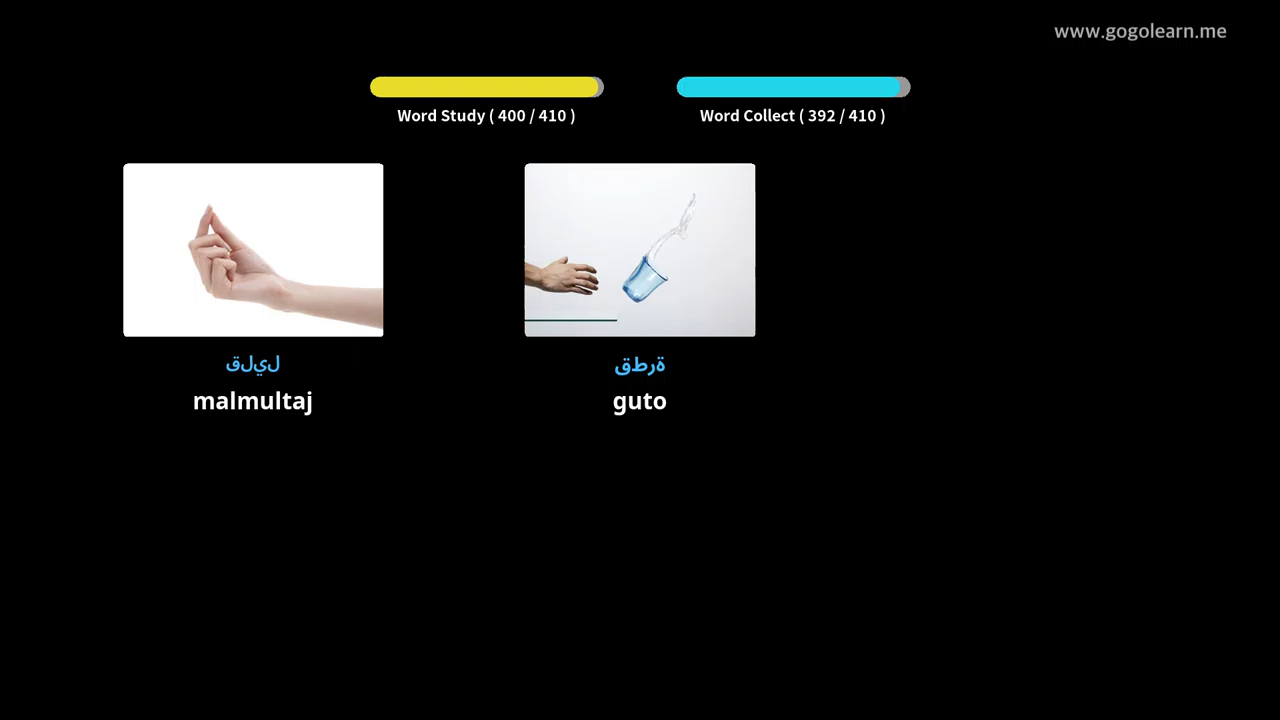 www.gogolearn.me
Word Study ( 400 / 410 )
Word Collect ( 392 / 410 )
قليل
قطرة
malmultaj
guto